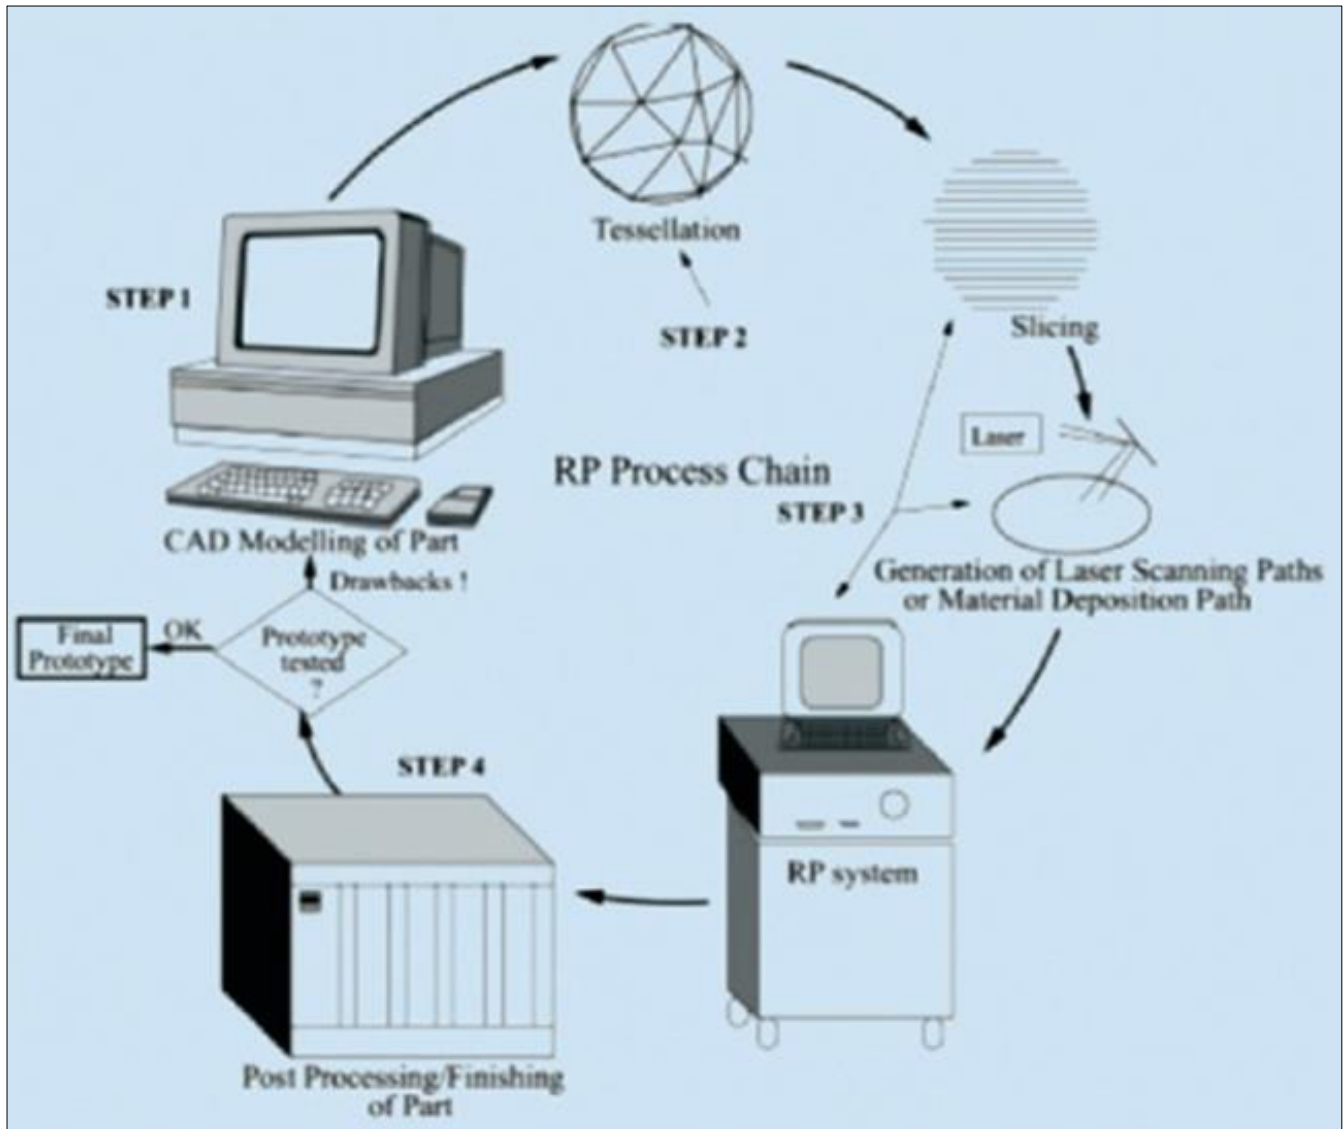 Tessellation
STEP 1
STEP 2
Slicing
Laser
RP Process Chain
STEP 3
CAD Modelling of Part
Generation of Laser Scanning Paths
or Material Deposition Path
Drawbacks !
OK
Final
Prototype
Prototype
tested
?
STEP 4
RP system
Post Processing/Finishing
of Part